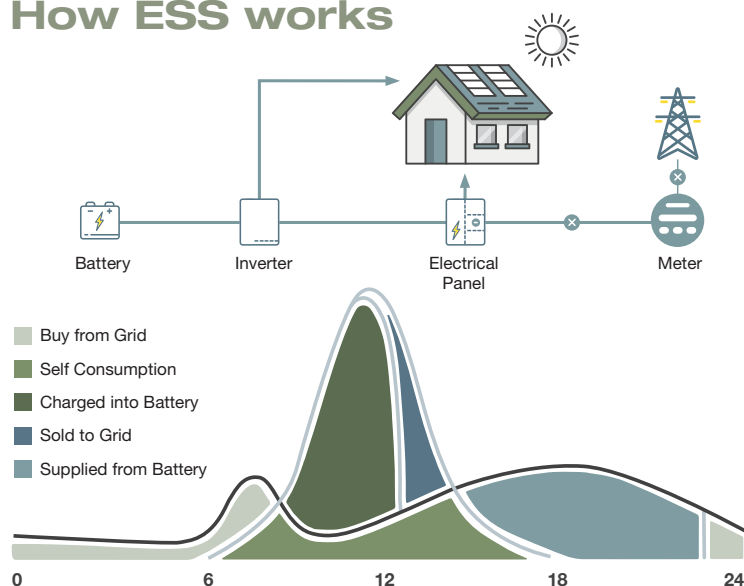 How ESS works
Battery
Inverter
Electrical
Panel
Meter
Buy from Grid
Self Consumption
Charged into Battery
Sold to Grid
Supplied from Battery
0 6 12 18 24